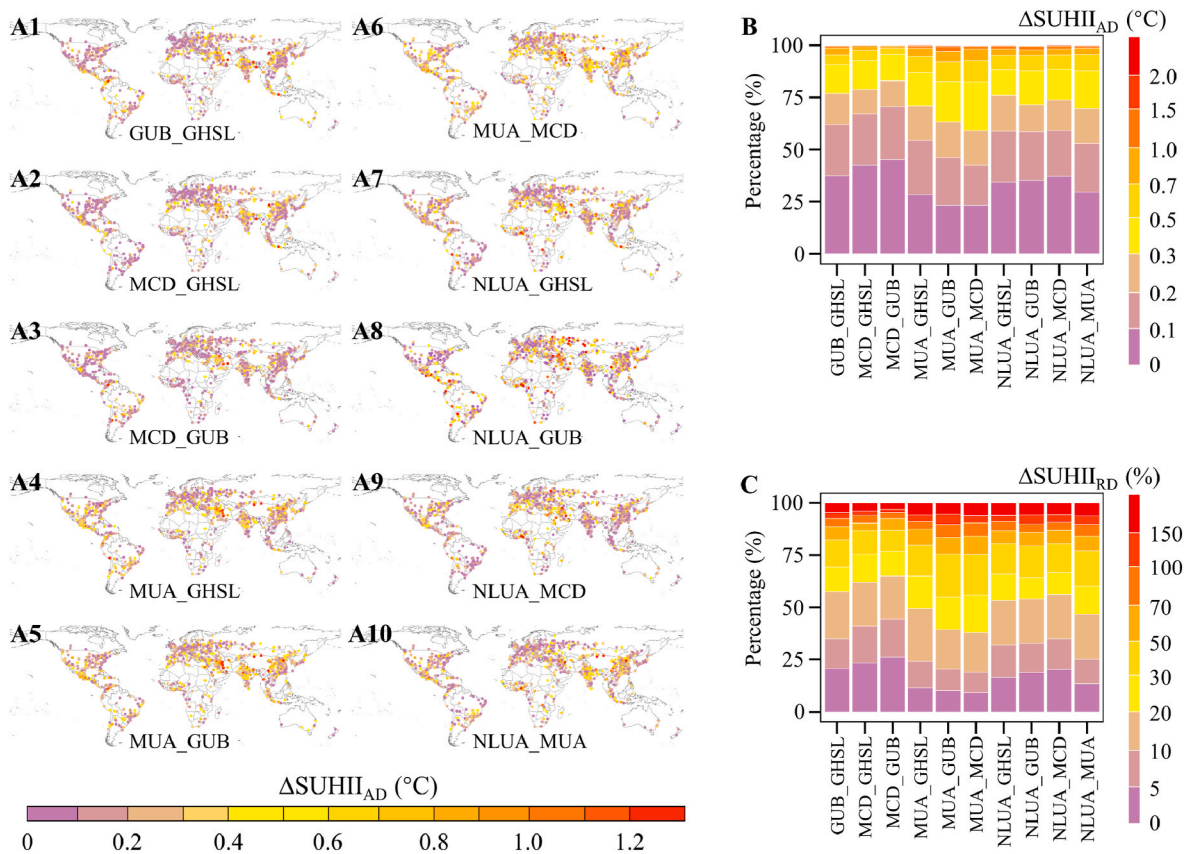 A1
GUB_GHSL
A2
MCD_GHSL
A3
MCD_GUB
A4
MUA_GHSL
A5
MUA_GUB
A6
MUA_MCD
A7
NLUA_GHSL
A8
NLUA_GUB
A9
NLUA_MCD
A10
NLUA_MUA
ΔSUHII_AD (°C)
0 0.2 0.4 0.6 0.8 1.0 1.2
B
ΔSUHII_AD (°C)
Percentage (%)
100
75
50
25
0
GUB_GHSL
MCD_GHSL
MCD_GUB
MUA_GHSL
MUA_GUB
MUA_MCD
NLUA_GHSL
NLUA_GUB
NLUA_MCD
NLUA_MUA
2.0
1.5
1.0
0.7
0.5
0.3
0.2
0.1
0
C
ΔSUHII_RD (%)
Percentage (%)
100
75
50
25
0
GUB_GHSL
MCD_GHSL
MCD_GUB
MUA_GHSL
MUA_GUB
MUA_MCD
NLUA_GHSL
NLUA_GUB
NLUA_MCD
NLUA_MUA
150
100
70
50
30
20
10
5
0